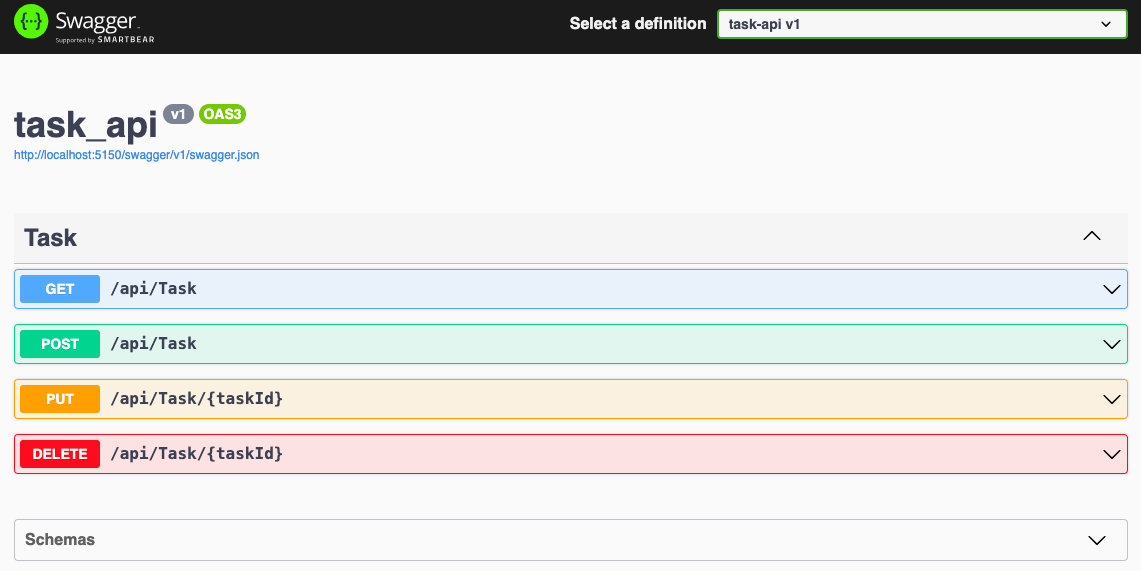 {···} Swagger.
Supported by SMARTBEAR
Select a definition
task-api v1
task_api v1 OAS3
http://localhost:5150/swagger/v1/swagger.json
Task
GET /api/Task
POST /api/Task
PUT /api/Task/{taskId}
DELETE /api/Task/{taskId}
Schemas